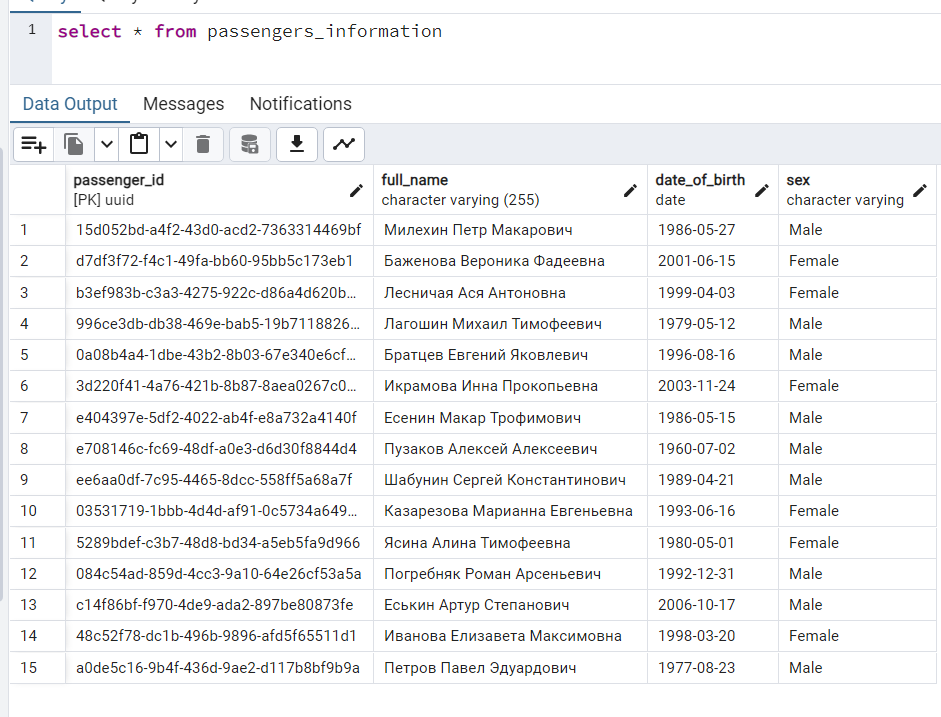 1 select * from passengers_information
Data Output Messages Notifications
passenger_id full_name date_of_birth sex
[PK] uuid character varying (255) date character varying
1 15d052bd-a4f2-43d0-acd2-7363314469bf Милехин Петр Макарович 1986-05-27 Male
2 d7df3f72-f4c1-49fa-bb60-95bb5c173eb1 Баженова Вероника Фадеевна 2001-06-15 Female
3 b3ef983b-c3a3-4275-922c-d86a4d620b... Лесничая Ася Антоновна 1999-04-03 Female
4 996ce3db-db38-469e-bab5-19b7118826... Лагошин Михаил Тимофеевич 1979-05-12 Male
5 0a08b4a4-1dbe-43b2-8b03-67e340e6cf... Братцев Евгений Яковлевич 1996-08-16 Male
6 3d220f41-4a76-421b-8b87-8aea0267c0... Икрамова Инна Прокопьевна 2003-11-24 Female
7 e404397e-5df2-4022-ab4f-e8a732a4140f Есенин Макар Трофимович 1986-05-15 Male
8 e708146c-fc69-48df-a0e3-d6d30f8844d4 Пузаков Алексей Алексеевич 1960-07-02 Male
9 ee6aa0df-7c95-4465-8dcc-558ff5a68a7f Шабунин Сергей Константинович 1989-04-21 Male
10 03531719-1bbb-4d4d-af91-0c5734a649... Казарезова Марианна Евгеньевна 1993-06-16 Female
11 5289bdef-c3b7-48d8-bd34-a5eb5fa9d966 Ясина Алина Тимофеевна 1980-05-01 Female
12 084c54ad-859d-4cc3-9a10-64e26cf53a5a Погребняк Роман Арсеньевич 1992-12-31 Male
13 c14f86bf-f970-4de9-ada2-897be80873fe Еськин Артур Степанович 2006-10-17 Male
14 48c52f78-dc1b-496b-9896-afd5f65511d1 Иванова Елизавета Максимовна 1998-03-20 Female
15 a0de5c16-9b4f-436d-9ae2-d117b8bf9b9a Петров Павел Эдуардович 1977-08-23 Male